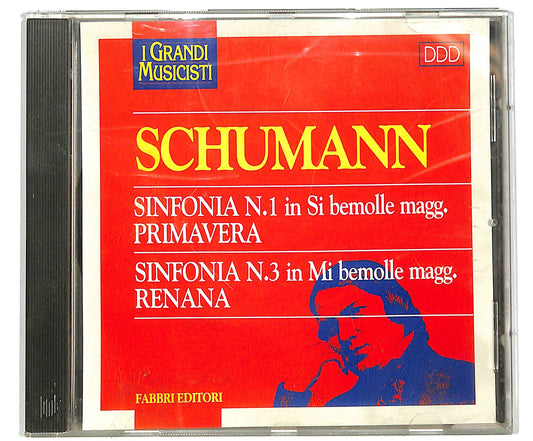 I GRANDI
MUSICISTI
DDD
SCHUMANN
SINFONIA N.1 in Si bemolle magg.
PRIMAVERA
SINFONIA N.3 in Mi bemolle magg.
RENANA
FABBRI EDITORI